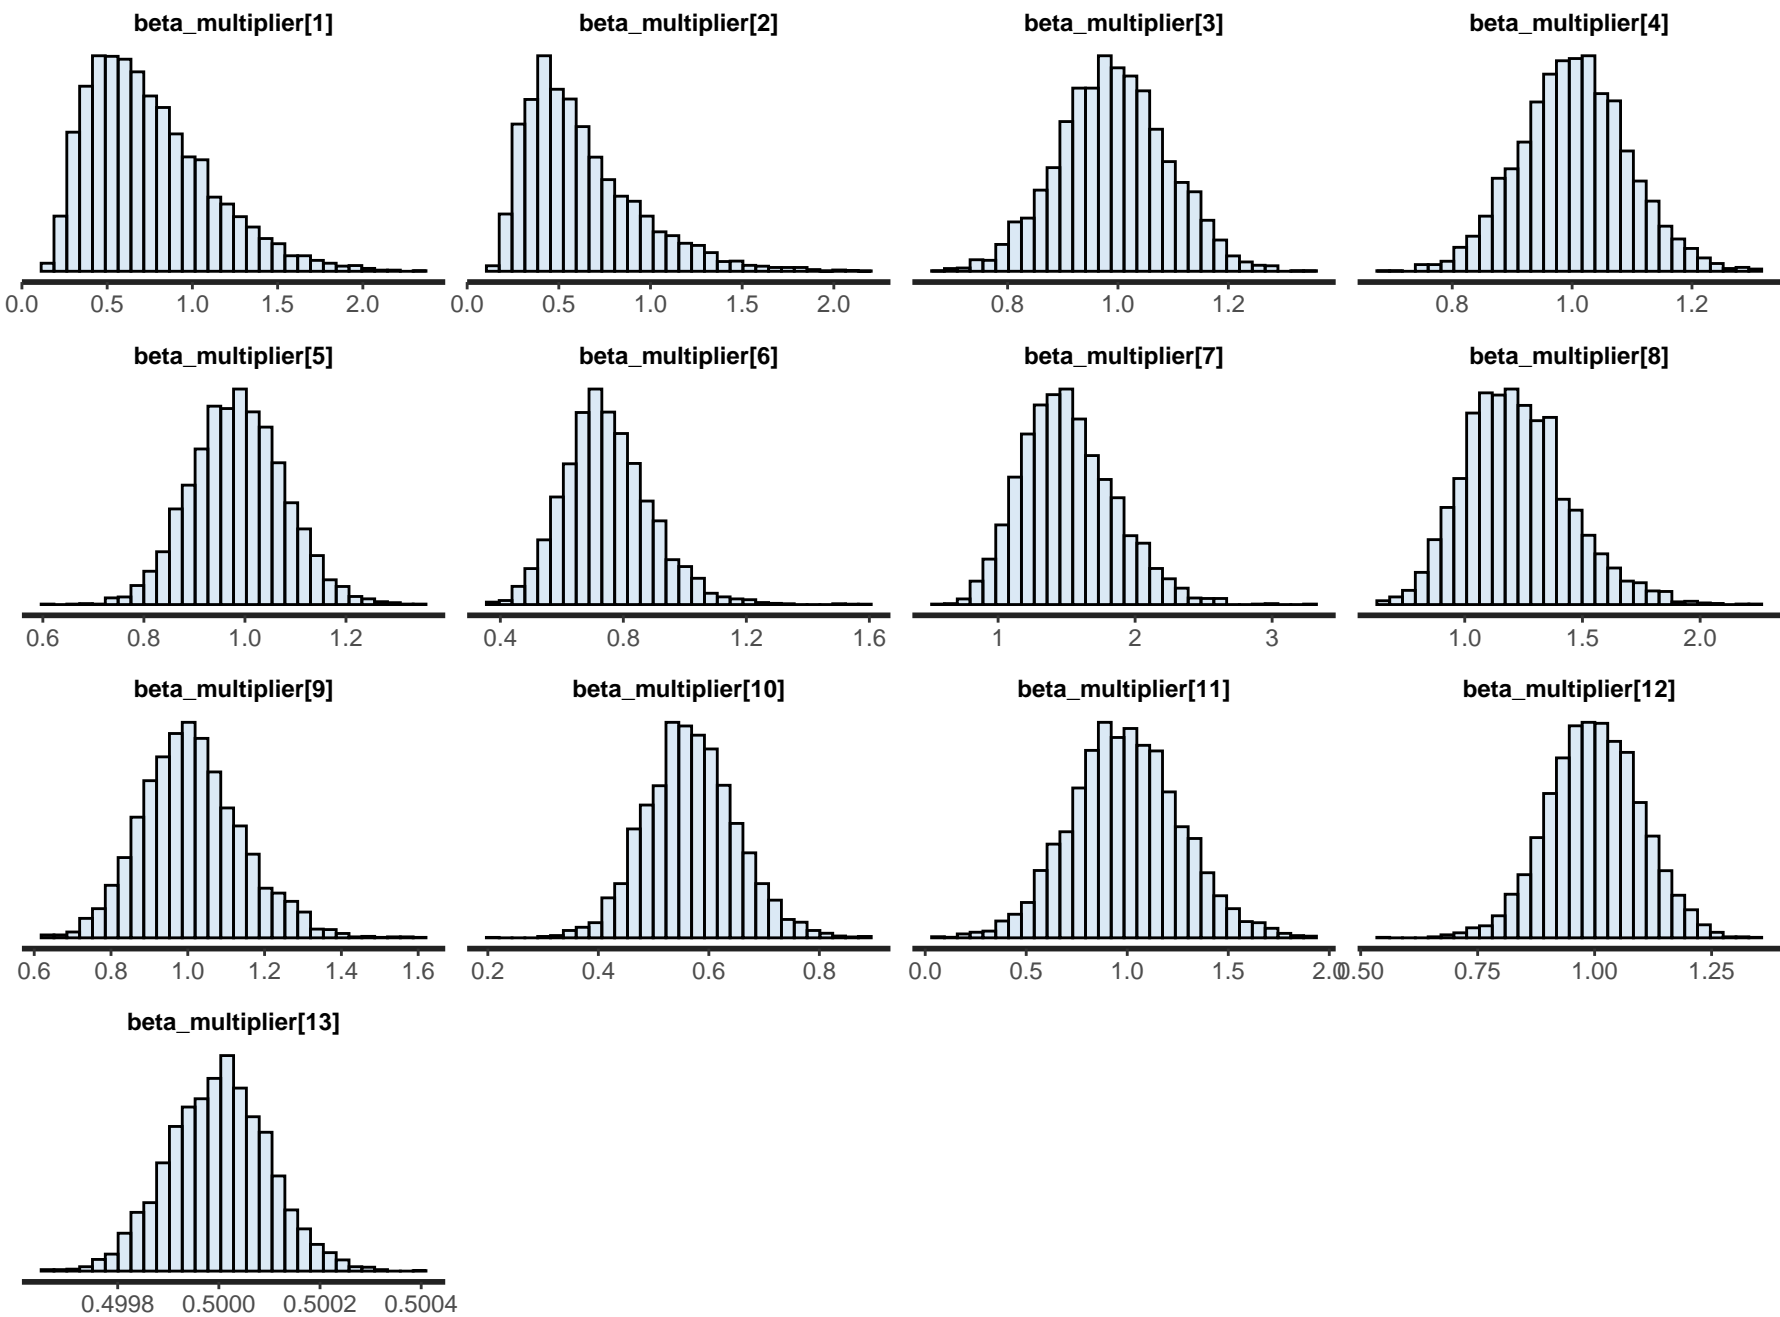 beta_multiplier[1] beta_multiplier[2] beta_multiplier[3] beta_multiplier[4]
0.0 0.5 1.0 1.5 2.0 0.0 0.5 1.0 1.5 2.0 0.8 1.0 1.2 0.8 1.0 1.2
beta_multiplier[5] beta_multiplier[6] beta_multiplier[7] beta_multiplier[8]
0.6 0.8 1.0 1.2 0.4 0.8 1.2 1.6 1 2 3 1.0 1.5 2.0
beta_multiplier[9] beta_multiplier[10] beta_multiplier[11] beta_multiplier[12]
0.6 0.8 1.0 1.2 1.4 1.6 0.2 0.4 0.6 0.8 0.0 0.5 1.0 1.5 2.0 0.50 0.75 1.00 1.25
beta_multiplier[13]
0.4998 0.5000 0.5002 0.5004